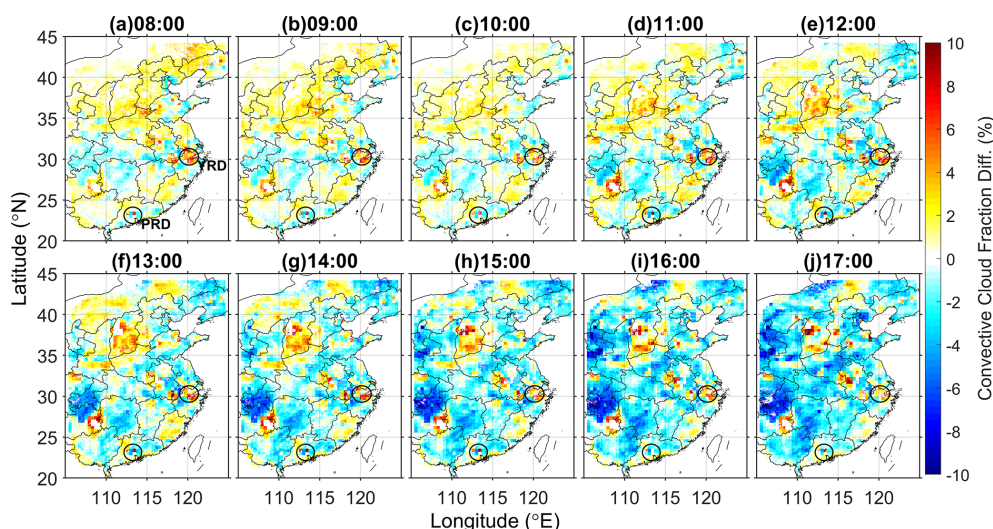 (a)08:00 (b)09:00 (c)10:00 (d)11:00 (e)12:00
45
40
35
30
25
20
YRD
PRD
(f)13:00 (g)14:00 (h)15:00 (i)16:00 (j)17:00
45
40
35
30
25
20
110 115 120 110 115 120 110 115 120 110 115 120 110 115 120
Latitude (°N)
Longitude (°E)
10
8
6
4
2
0
-2
-4
-6
-8
-10
Convective Cloud Fraction Diff. (%)